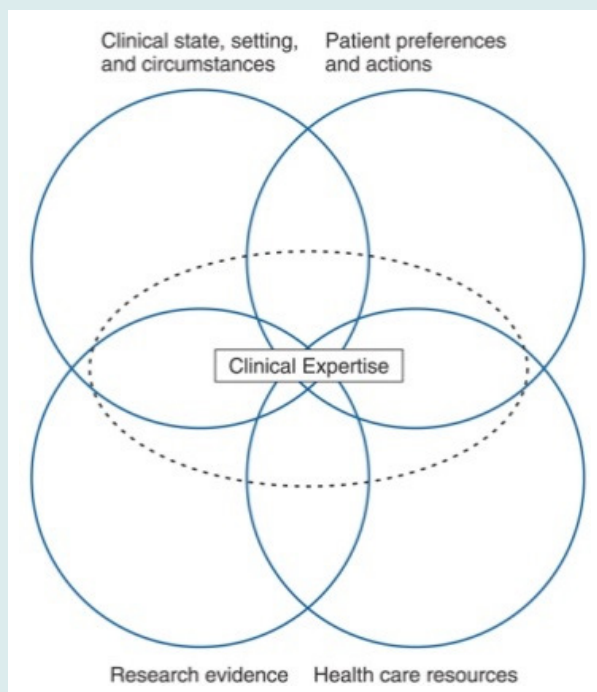 Clinical state, setting,
and circumstances
Patient preferences
and actions
Clinical Expertise
Research evidence
Health care resources